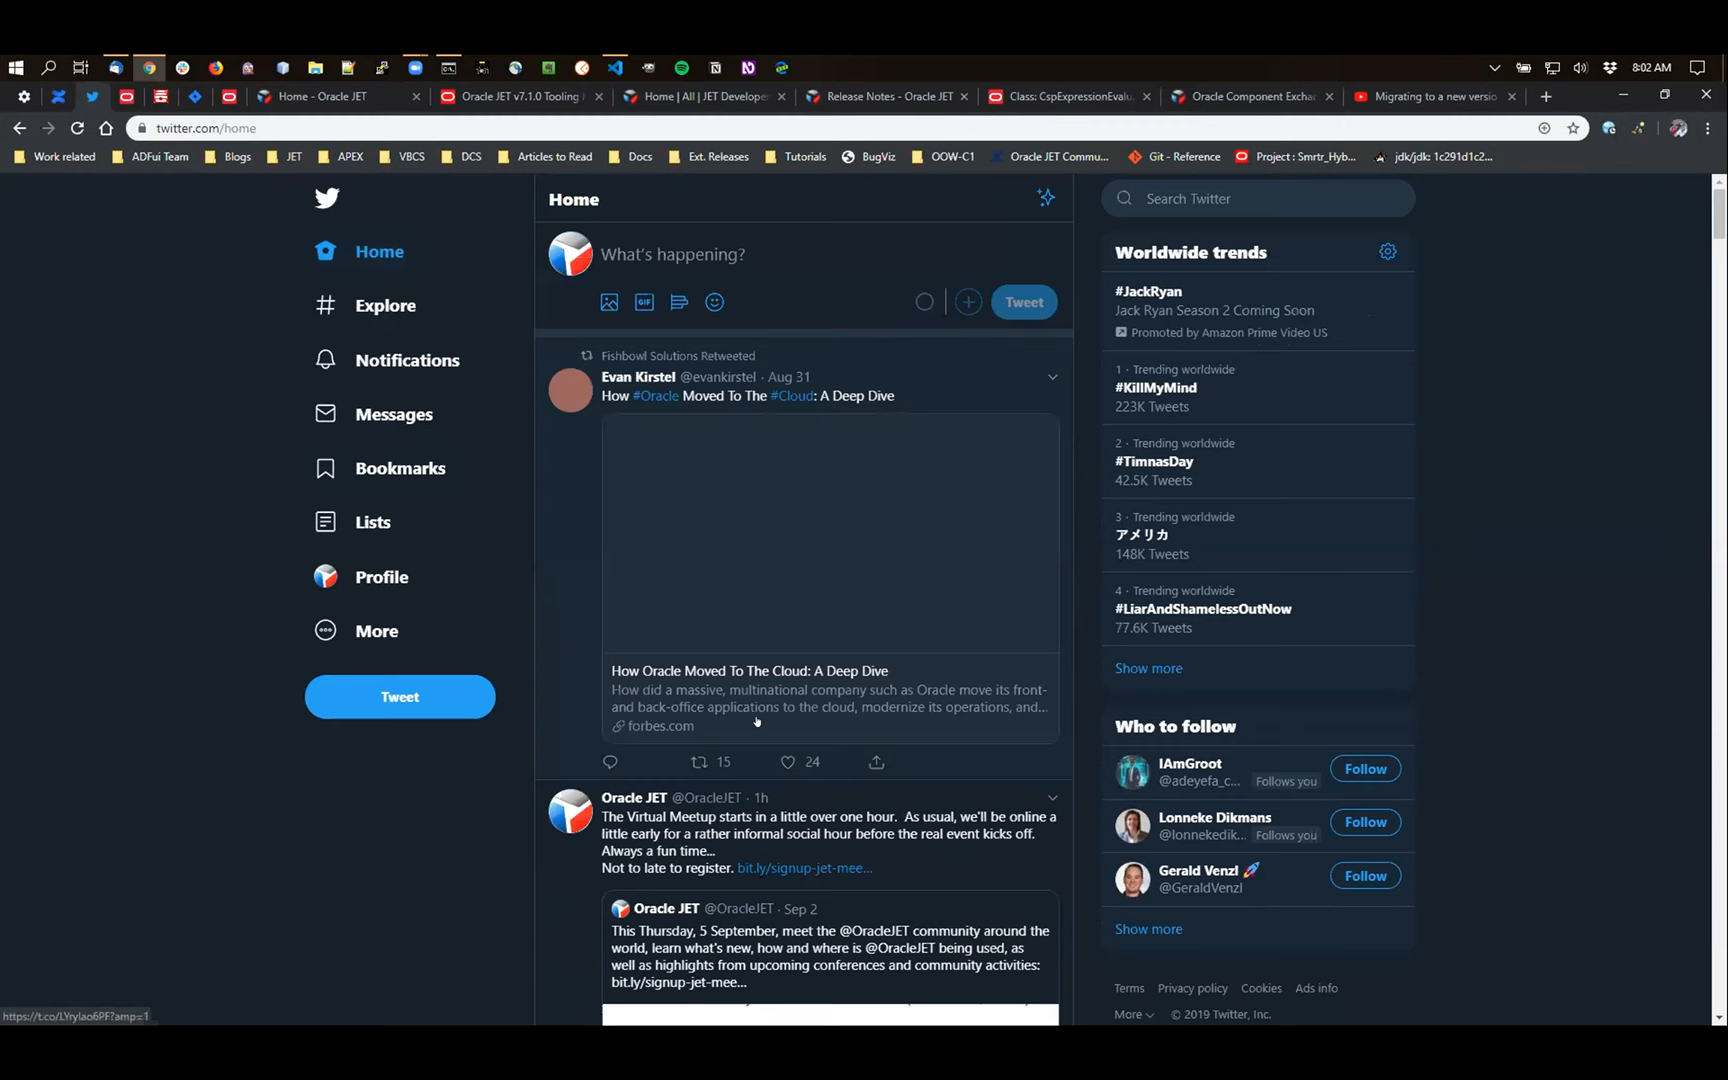 8:02 AM
Home - Oracle JET
Oracle JET v7.1.0 Tooling
Home | All | JET Develope
Release Notes - Oracle JET
Class: CspExpressionEvalu
Oracle Component Excha
Migrating to a new versio
twitter.com/home
Work related
ADFui Team
Blogs
JET
APEX
VBCS
DCS
Articles to Read
Docs
Ext. Releases
Tutorials
BugViz
OOW-C1
Oracle JET Commu...
Git - Reference
Project : Smrtr_Hyb...
jdk/jdk: 1c291d1c2...
Home
Explore
Notifications
Messages
Bookmarks
Lists
Profile
More
Tweet
Home
What's happening?
GIF
Tweet
Fishbowl Solutions Retweeted
Evan Kirstel @evankirstel · Aug 31
How #Oracle Moved To The #Cloud: A Deep Dive
How Oracle Moved To The Cloud: A Deep Dive
How did a massive, multinational company such as Oracle move its front-
and back-office applications to the cloud, modernize its operations, and...
forbes.com
15
24
Oracle JET @OracleJET · 1h
The Virtual Meetup starts in a little over one hour. As usual, we'll be online a
little early for a rather informal social hour before the real event kicks off.
Always a fun time...
Not to late to register. bit.ly/signup-jet-mee...
Oracle JET @OracleJET · Sep 2
This Thursday, 5 September, meet the @OracleJET community around the
world, learn what's new, how and where is @OracleJET being used, as
well as highlights from upcoming conferences and community activities:
bit.ly/signup-jet-mee...
Search Twitter
Worldwide trends
#JackRyan
Jack Ryan Season 2 Coming Soon
Promoted by Amazon Prime Video US
1 · Trending worldwide
#KillMyMind
223K Tweets
2 · Trending worldwide
#TimnasDay
42.5K Tweets
3 · Trending worldwide
アメリカ
148K Tweets
4 · Trending worldwide
#LiarAndShamelessOutNow
77.6K Tweets
Show more
Who to follow
IAmGroot
@adeyefa_c... Follows you
Follow
Lonneke Dikmans
@lonnekedik... Follows you
Follow
Gerald Venzl 🚀
@GeraldVenzl
Follow
Show more
Terms Privacy policy Cookies Ads info
More © 2019 Twitter, Inc.
https://t.co/LYrylao6PF?amp=1